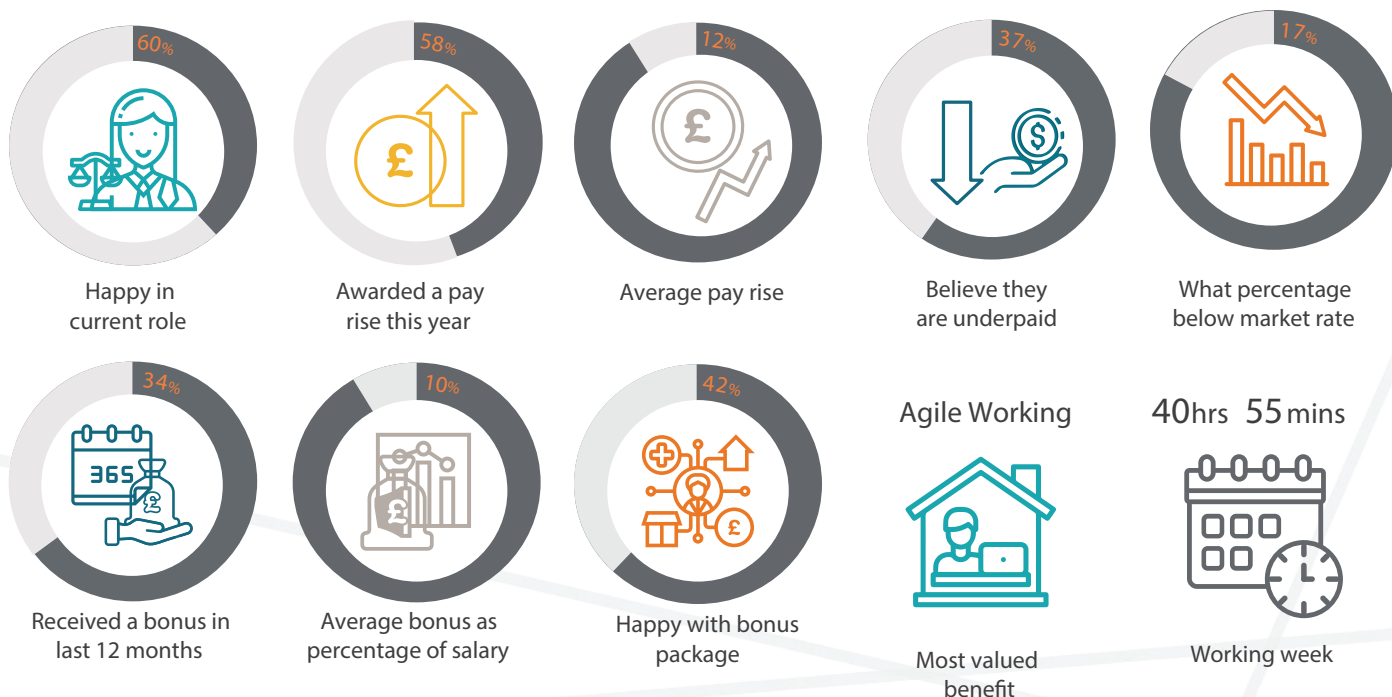 60%
58%
12%
37%
17%
£
£
$
Happy in
current role
Awarded a pay
rise this year
Average pay rise
Believe they
are underpaid
What percentage
below market rate
34%
10%
42%
Agile Working
40hrs 55 mins
365
£
£
£
Received a bonus in
last 12 months
Average bonus as
percentage of salary
Happy with bonus
package
Most valued
benefit
Working week